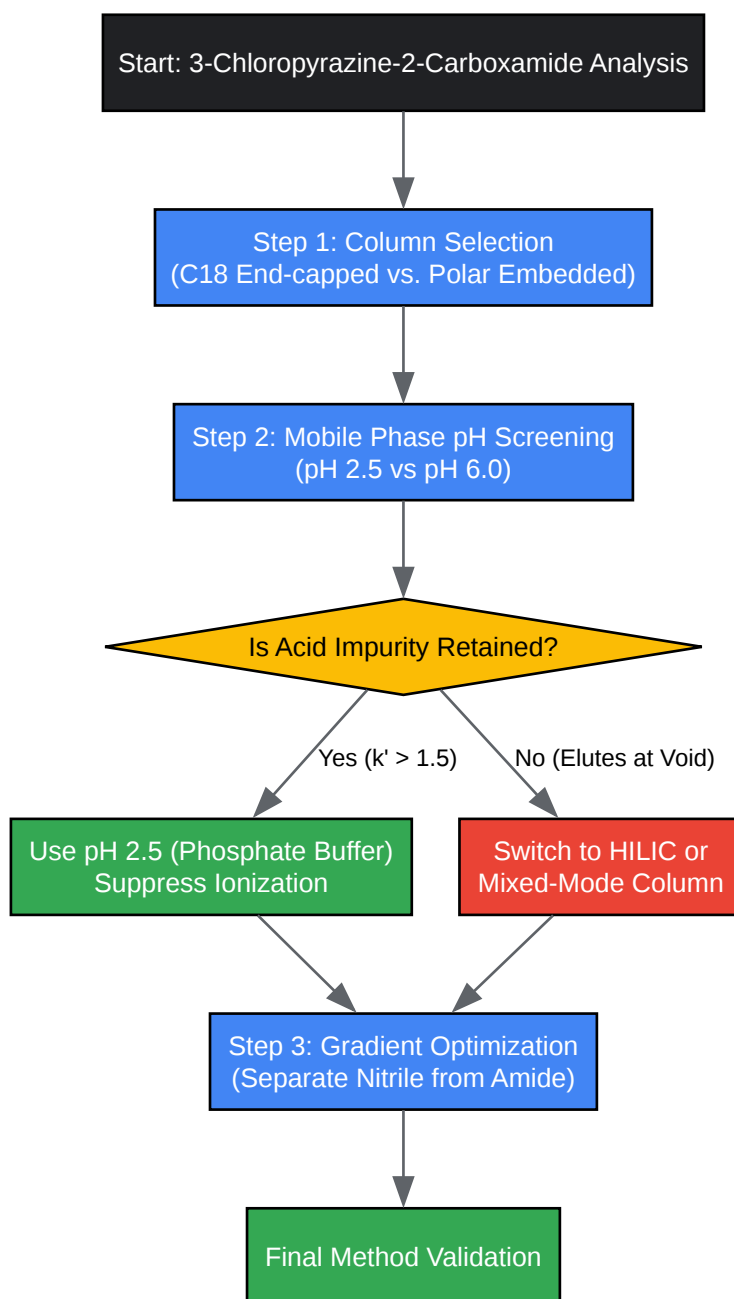 Start: 3-Chloropyrazine-2-Carboxamide Analysis
Step 1: Column Selection
(C18 End-capped vs. Polar Embedded)
Step 2: Mobile Phase pH Screening
(pH 2.5 vs pH 6.0)
Is Acid Impurity Retained?
Yes (k' > 1.5)
No (Elutes at Void)
Use pH 2.5 (Phosphate Buffer)
Suppress Ionization
Switch to HILIC or
Mixed-Mode Column
Step 3: Gradient Optimization
(Separate Nitrile from Amide)
Final Method Validation